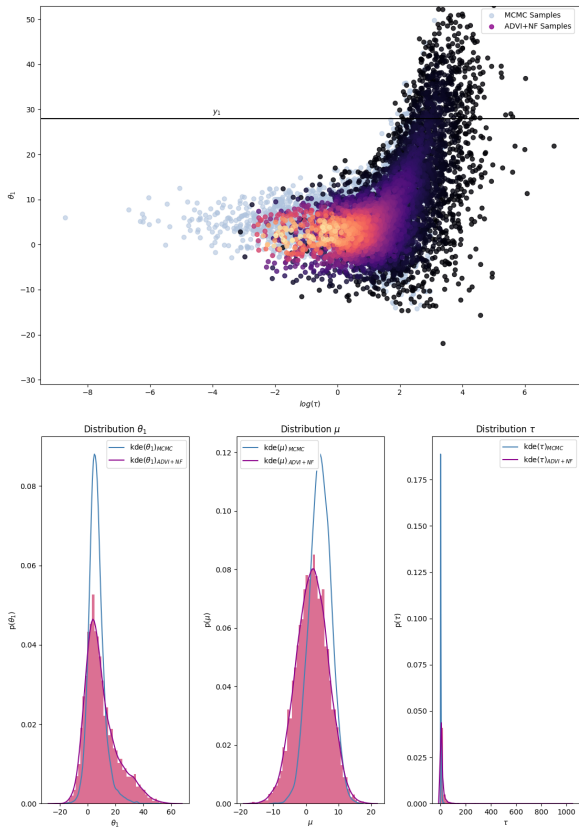 50
40
30
20
10
0
−10
−20
−30
θ1
y1
MCMC Samples
ADVI+NF Samples
−8 −6 −4 −2 0 2 4 6
log(τ)
Distribution θ1
kde(θ1)MCMC
kde(θ1)ADVI+NF
0.08
0.06
0.04
0.02
0.00
p(θ1)
−20 0 20 40 60
θ1
Distribution μ
kde(μ)MCMC
kde(μ)ADVI+NF
0.12
0.10
0.08
0.06
0.04
0.02
0.00
p(μ)
−20 −10 0 10 20
μ
Distribution τ
kde(τ)MCMC
kde(τ)ADVI+NF
0.175
0.150
0.125
0.100
0.075
0.050
0.025
0.000
p(τ)
0 200 400 600 800 1000
τ